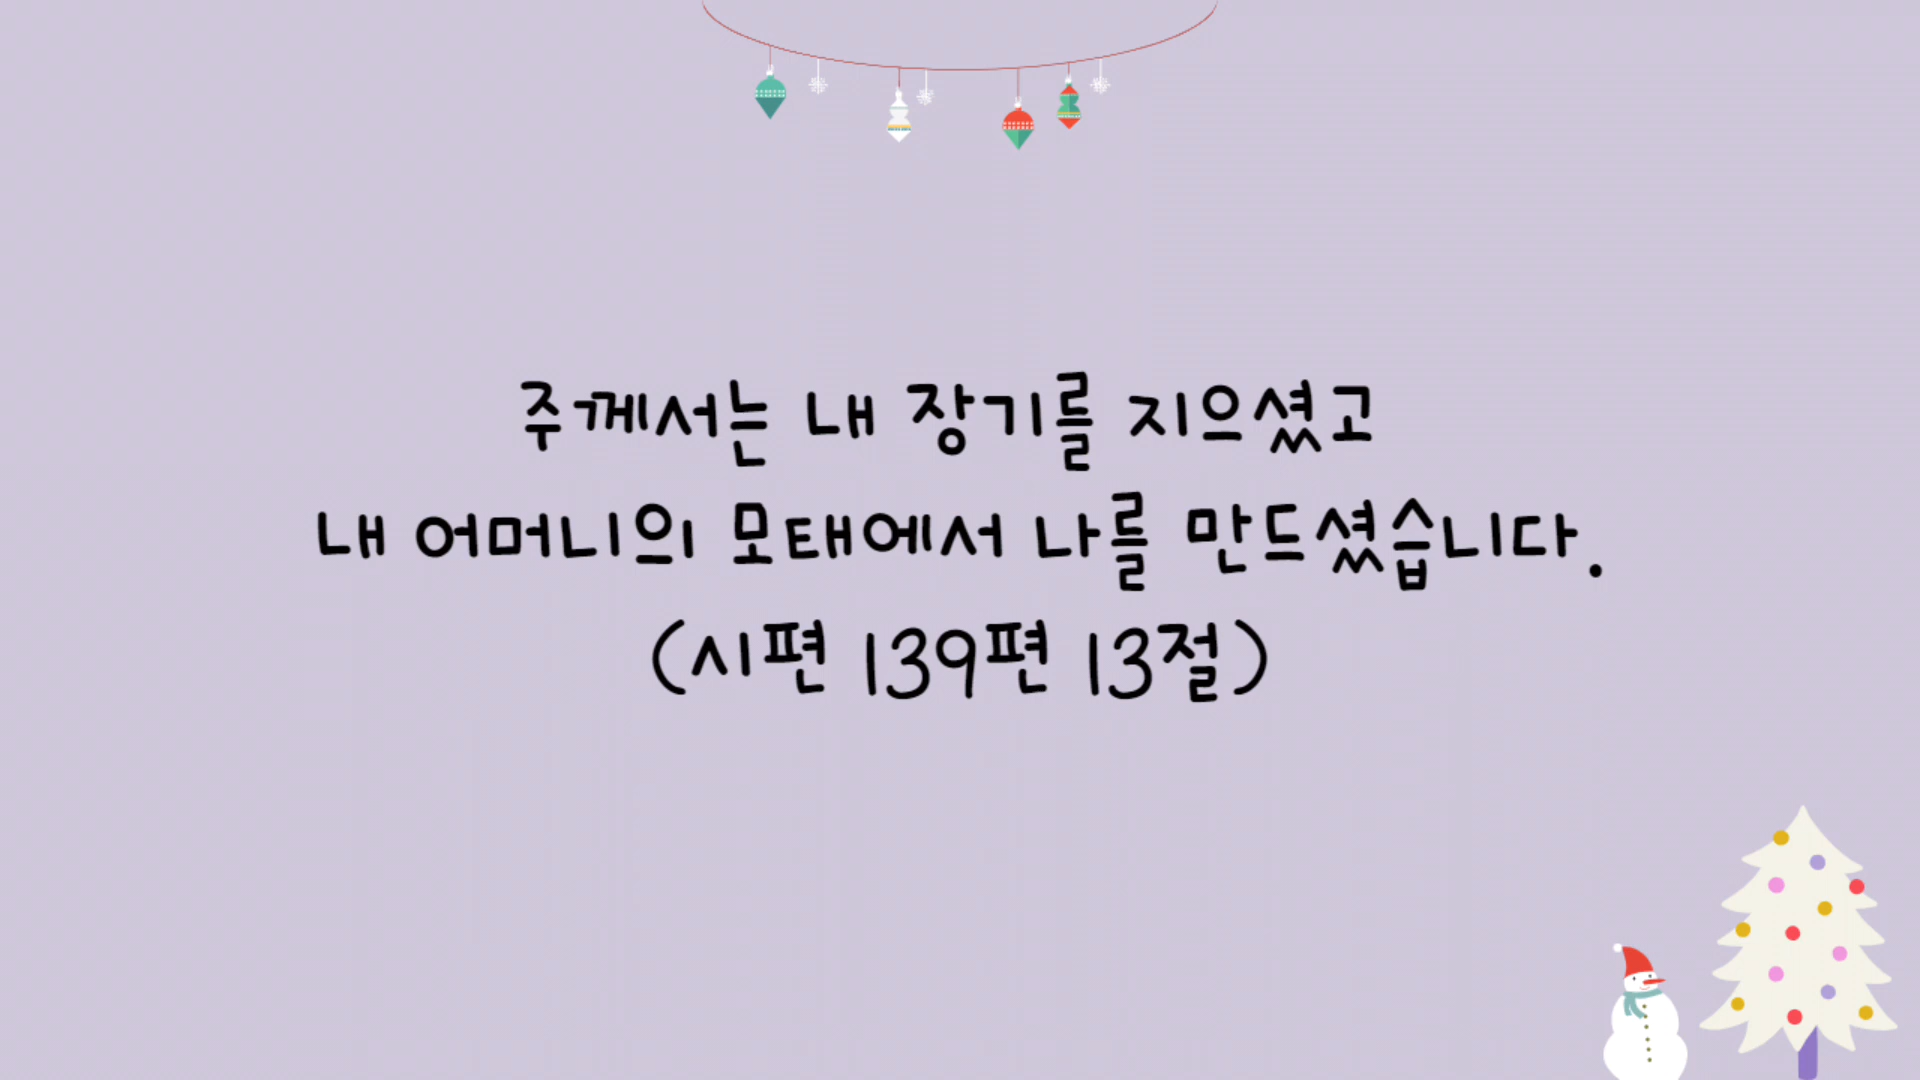 주께서는 내 장기를 지으셨고
내 어머니의 모태에서 나를 만드셨습니다.
(시편 139편 13절)